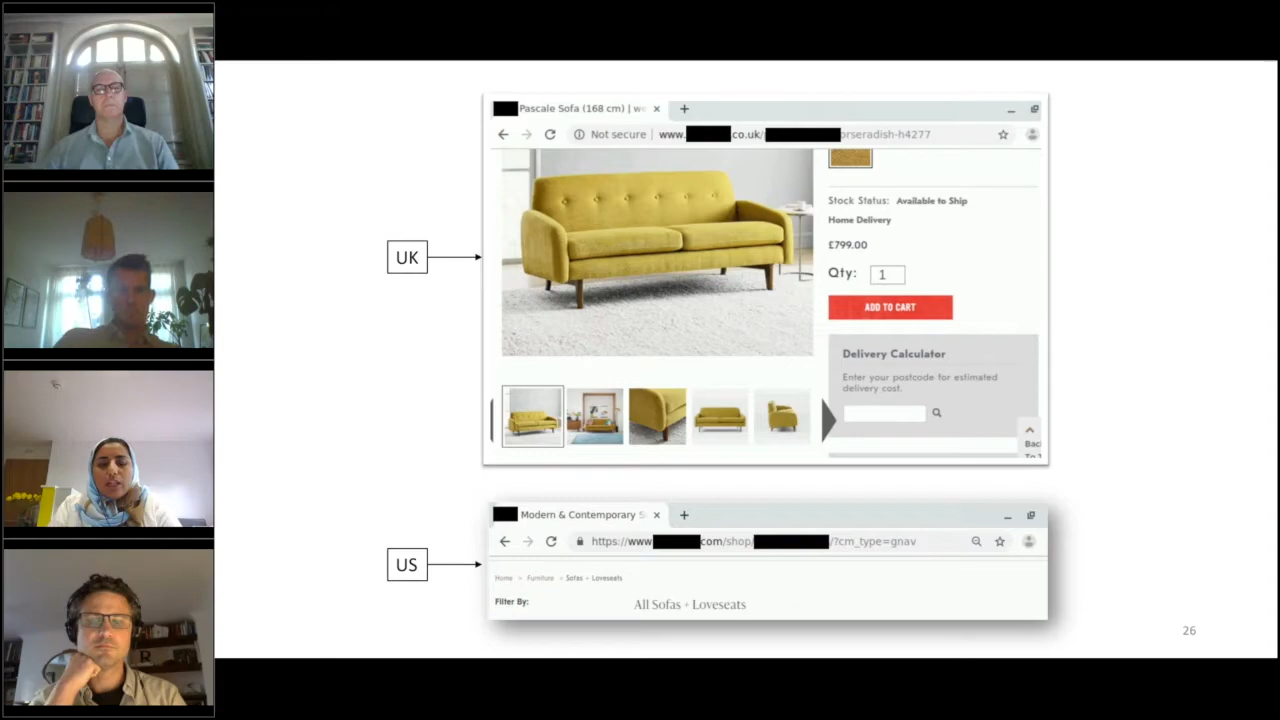 Pascale Sofa (168 cm) | w
Not secure | www. .co.uk/ orseradish-h4277
Stock Status: Available to Ship
Home Delivery
£799.00
Qty: 1
ADD TO CART
Delivery Calculator
Enter your postcode for estimated
delivery cost.
Back
To
UK
Modern & Contemporary S
https://www. com/shop/ /?cm_type=gnav
US
Home > Furniture > Sofas + Loveseats
Filter By:
All Sofas + Loveseats
26
R